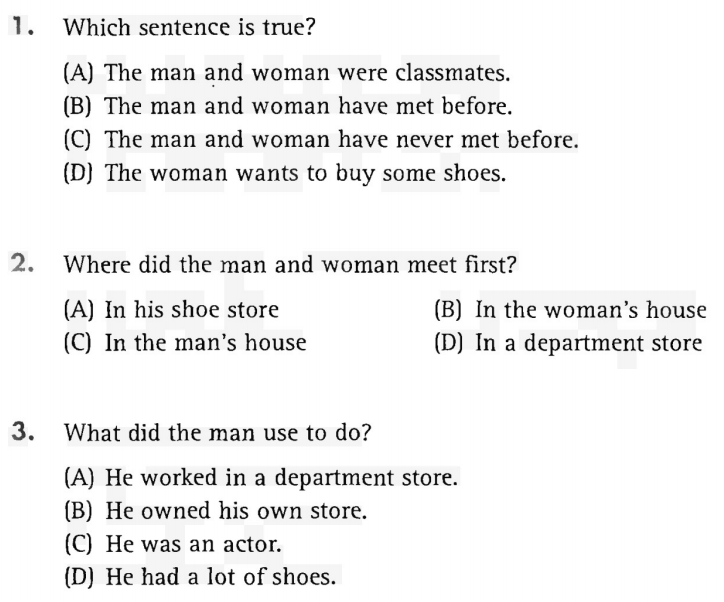 1. Which sentence is true?
(A) The man and woman were classmates.
(B) The man and woman have met before.
(C) The man and woman have never met before.
(D) The woman wants to buy some shoes.
2. Where did the man and woman meet first?
(A) In his shoe store (B) In the woman's house
(C) In the man's house (D) In a department store
3. What did the man use to do?
(A) He worked in a department store.
(B) He owned his own store.
(C) He was an actor.
(D) He had a lot of shoes.